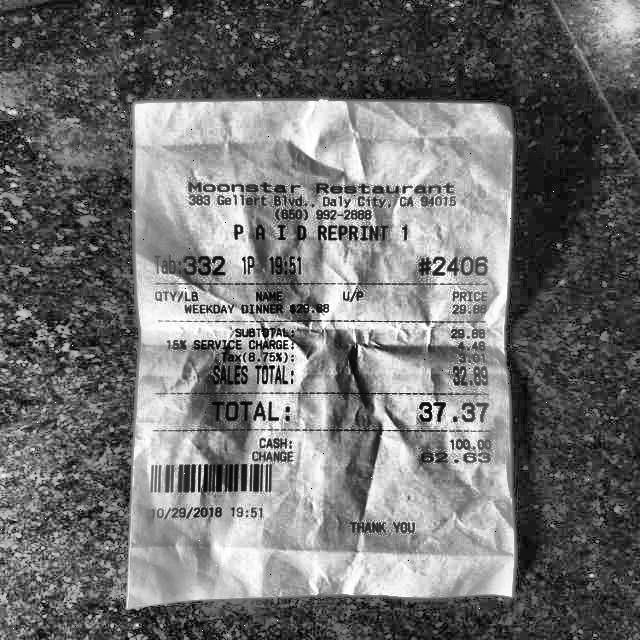 Moonstar Restaurant
383 Gellert Blvd., Daly City, CA 94015
(650) 992-2888
P A I D REPRINT 1
Tab:332 1P 19:51 #2406
QTY/LB NAME U/P PRICE
WEEKDAY DINNER $29.88 29.88
SUBTOTAL: 29.88
15% SERVICE CHARGE: 4.48
Tax(8.75%): 3.01
SALES TOTAL: 32.89
TOTAL: 37.37
CASH: 100.00
CHANGE 62.63
10/29/2018 19:51
THANK YOU